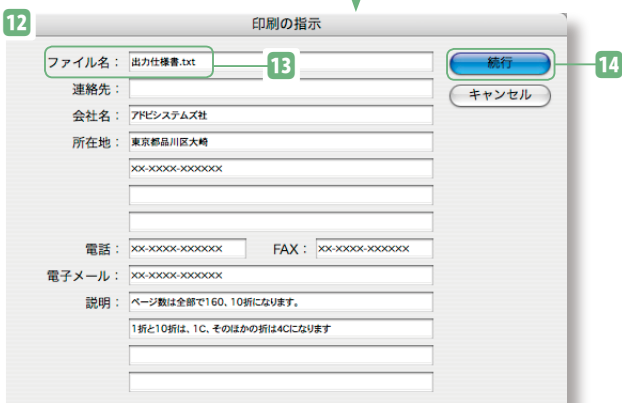 12
印刷の指示
ファイル名： 出力仕様書.txt 13 続行 14
連絡先： キャンセル
会社名： アドビシステムズ社
所在地： 東京都品川区大崎
xx-xxxx-xxxxxx
電話： xx-xxxx-xxxxxx FAX： xx-xxxx-xxxxxx
電子メール： xx-xxxx-xxxxxx
説明： ページ数は全部で160、10折になります。
1折と10折は、1C、そのほかの折は4Cになります